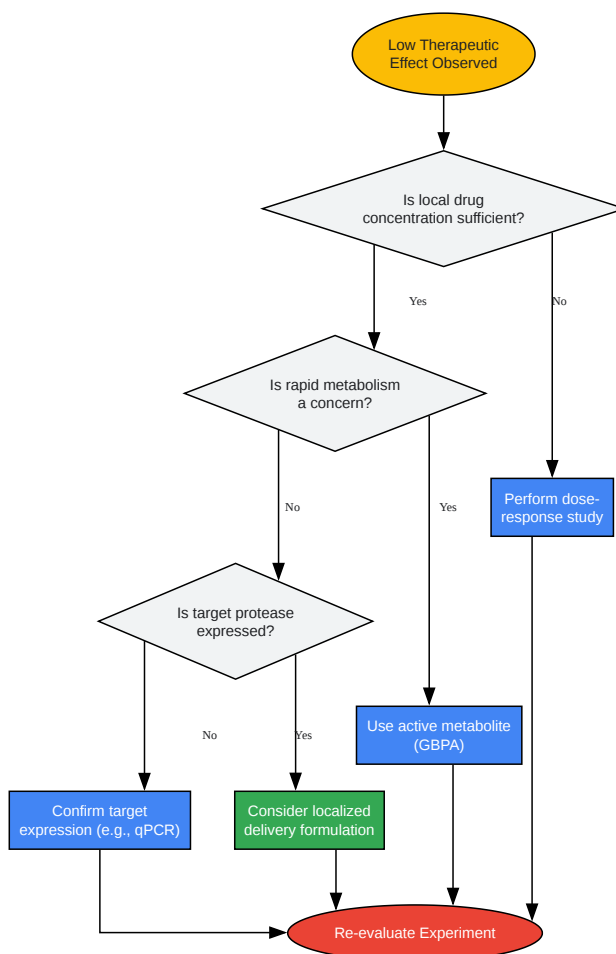 Low Therapeutic
Effect Observed
Is local drug
concentration sufficient?
Yes
No
Is rapid metabolism
a concern?
No
Yes
Perform dose-
response study
Is target protease
expressed?
No
Yes
Use active metabolite
(GBPA)
Confirm target
expression (e.g., qPCR)
Consider localized
delivery formulation
Re-evaluate Experiment